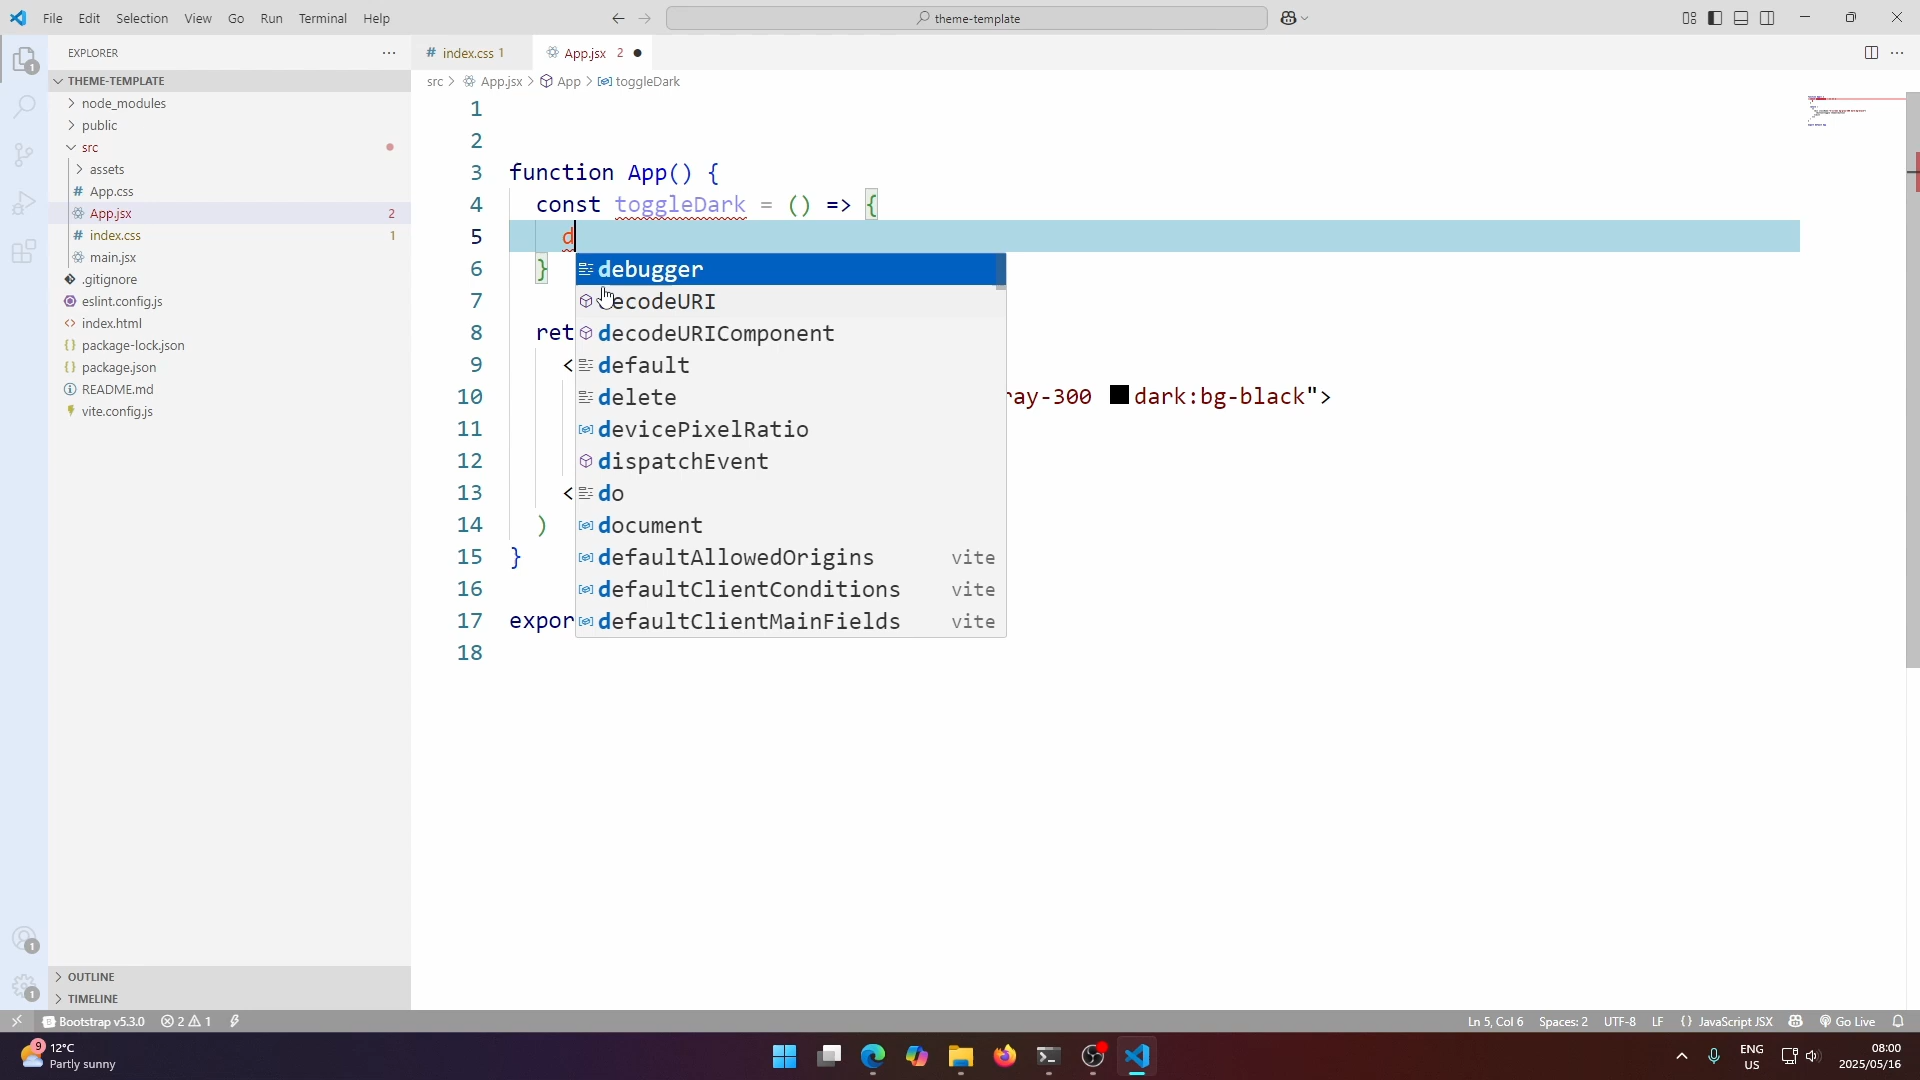 File Edit Selection View Go Run Terminal Help
theme-template
EXPLORER
THEME-TEMPLATE
node_modules
public
src
assets
App.css
App.jsx 2
index.css 1
main.jsx
.gitignore
eslint.config.js
index.html
package-lock.json
package.json
README.md
vite.config.js
OUTLINE
TIMELINE
index.css 1
App.jsx 2
src > App.jsx > App > toggleDark
1
2
3 function App() {
4 const toggleDark = () => {
5 d
6 }
7
8 ret
9 <
10 ay-300 dark:bg-black">
11
12
13 <
14 )
15 }
16
17 expor
18
debugger
ecodeURI
decodeURIComponent
default
delete
devicePixelRatio
dispatchEvent
do
document
defaultAllowedOrigins vite
defaultClientConditions vite
defaultClientMainFields vite
Bootstrap v5.3.0 2 1
Ln 5, Col 6 Spaces: 2 UTF-8 LF {} JavaScript JSX Go Live
9 12°C
Partly sunny
ENG
US
08:00
2025/05/16